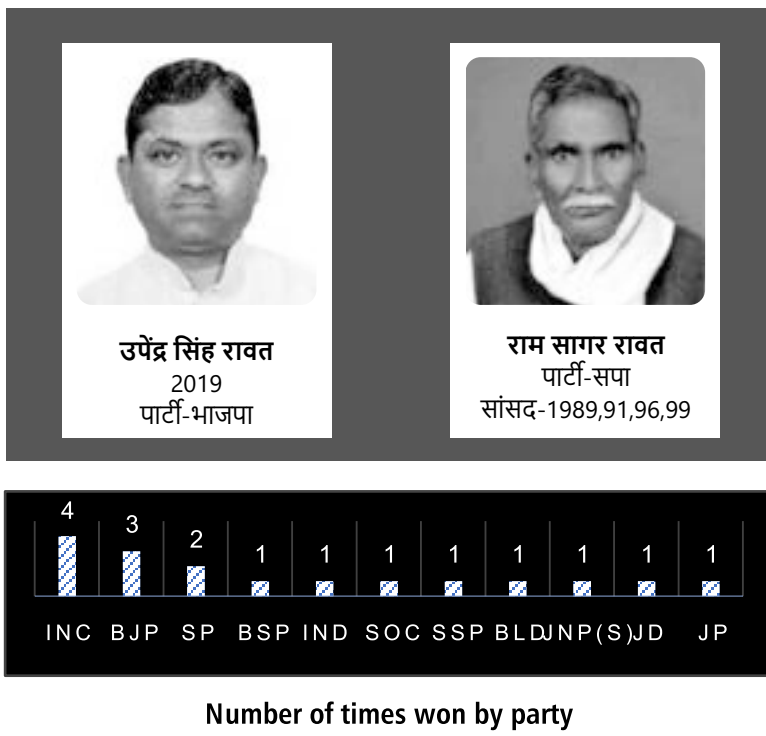 उपेंद्र सिंह रावत
2019
पार्टी-भाजपा
राम सागर रावत
पार्टी-सपा
सांसद-1989,91,96,99
4 3 2 1 1 1 1 1 1 1 1
INC BJP SP BSP IND SOC SSP BLD JNP(S) JD JP
Number of times won by party